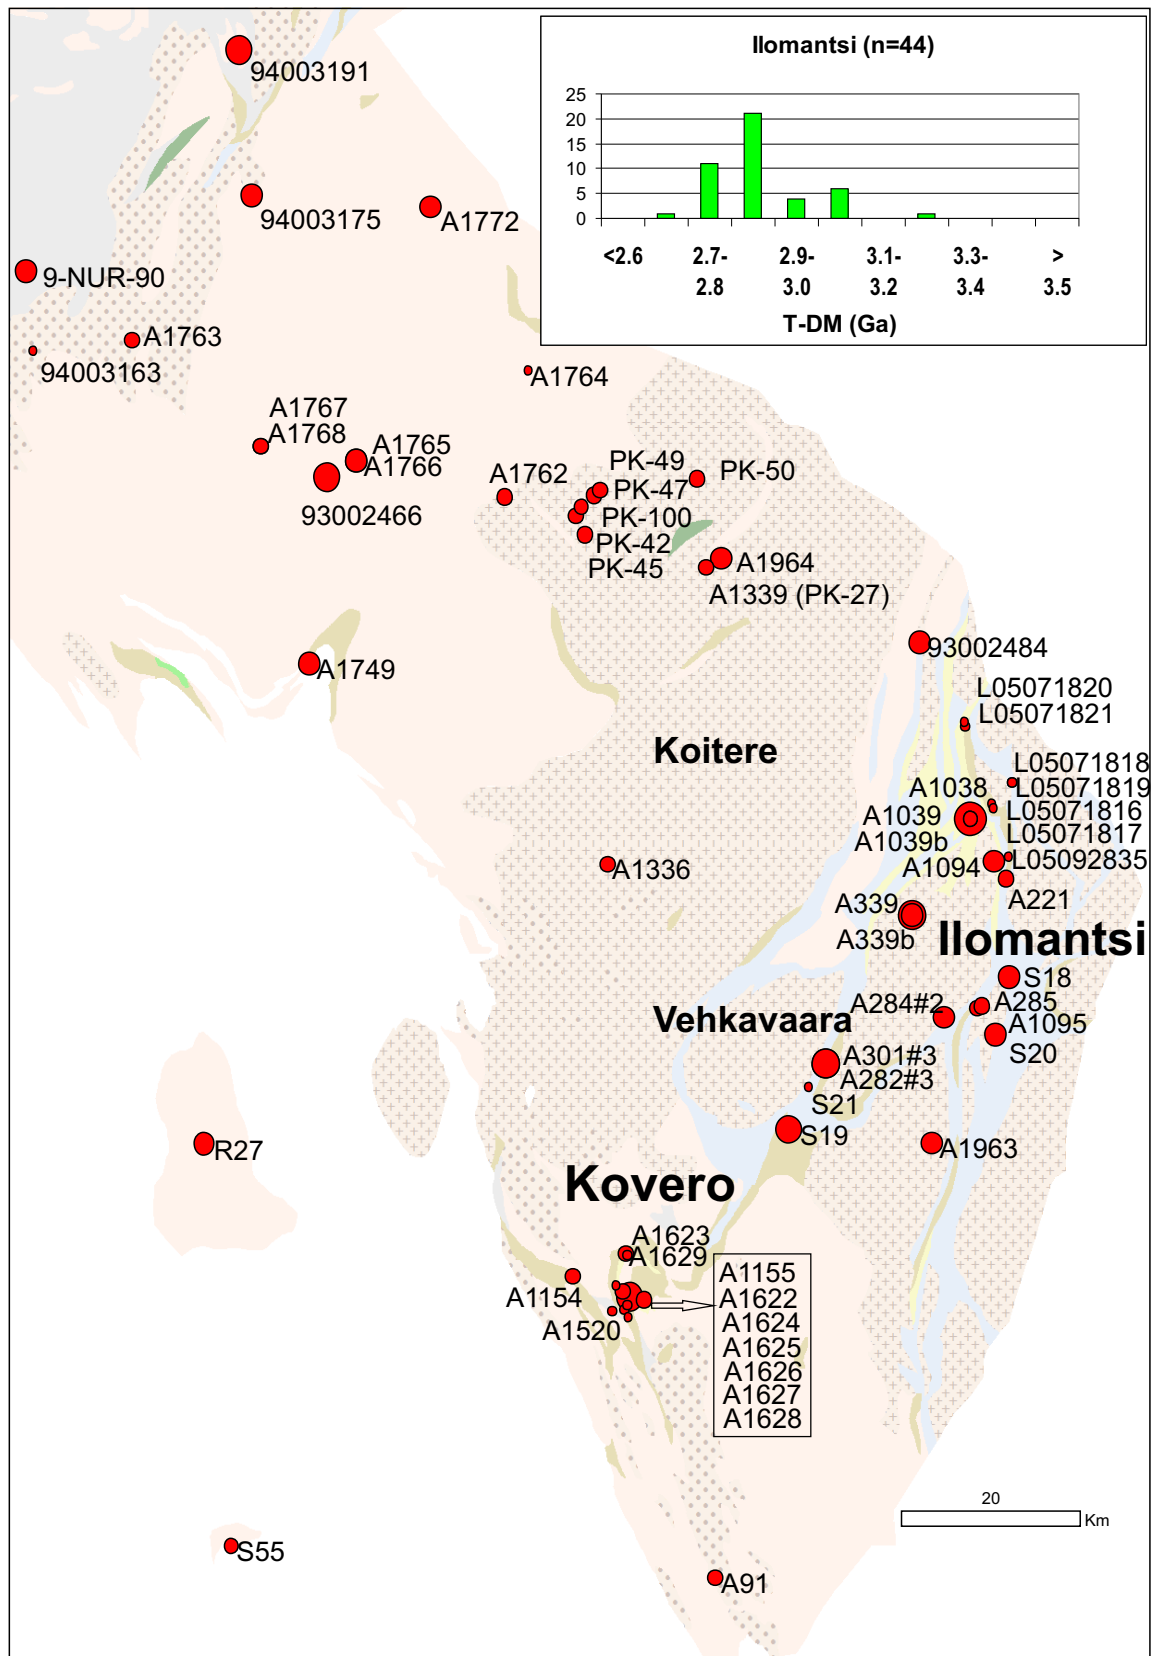 Ilomantsi (n=44)
25
20
15
10
5
0
<2.6 2.7- 2.9- 3.1- 3.3- >
2.8 3.0 3.2 3.4 3.5
T-DM (Ga)
94003191
94003175
A1772
9-NUR-90
A1763
94003163
A1764
A1767
A1768
A1765
A1766
93002466
A1762
PK-49
PK-50
PK-47
PK-100
PK-42
PK-45
A1964
A1339 (PK-27)
93002484
A1749
L05071820
L05071821
Koitere
L05071818
L05071819
A1038
L05071816
A1039
L05071817
A1039b
L05092835
A1094
A1336
A221
A339
A339b
Ilomantsi
S18
A284#2
A285
A1095
Vehkavaara
S20
A301#3
A282#3
S21
S19
A1963
R27
Kovero
A1623
A1629
A1154
A1520
A1155
A1622
A1624
A1625
A1626
A1627
A1628
20
Km
S55
A91